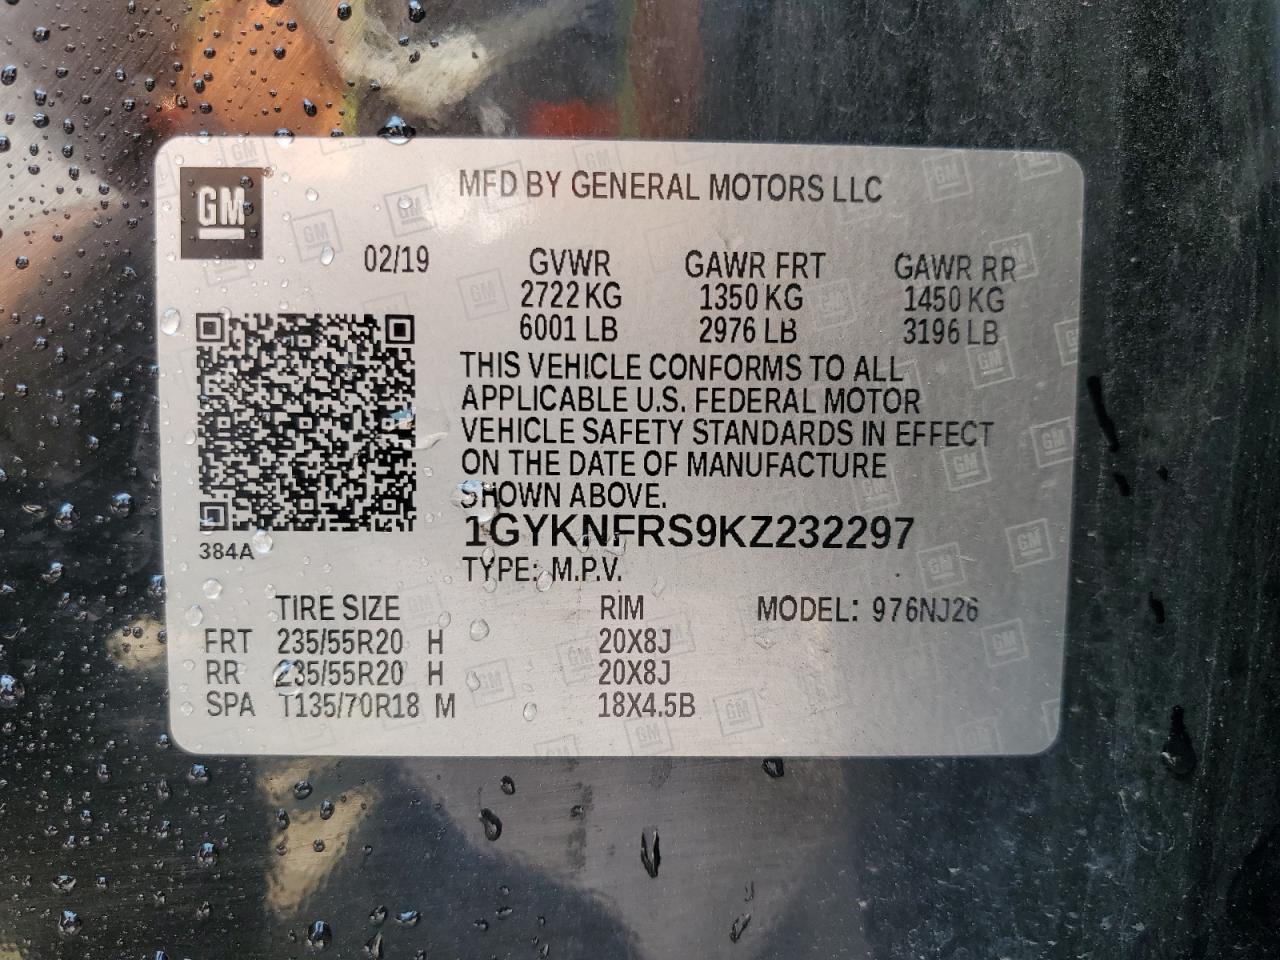 GM
MFD BY GENERAL MOTORS LLC
02/19 GVWR GAWR FRT GAWR RR
2722 KG 1350 KG 1450 KG
6001 LB 2976 LB 3196 LB
THIS VEHICLE CONFORMS TO ALL
APPLICABLE U.S. FEDERAL MOTOR
VEHICLE SAFETY STANDARDS IN EFFECT
ON THE DATE OF MANUFACTURE
SHOWN ABOVE.
1GYKNFRS9KZ232297
384A
TYPE: M.P.V.
TIRE SIZE RIM MODEL: 976NJ26
FRT 235/55R20 H 20X8J
RR 235/55R20 H 20X8J
SPA T135/70R18 M 18X4.5B